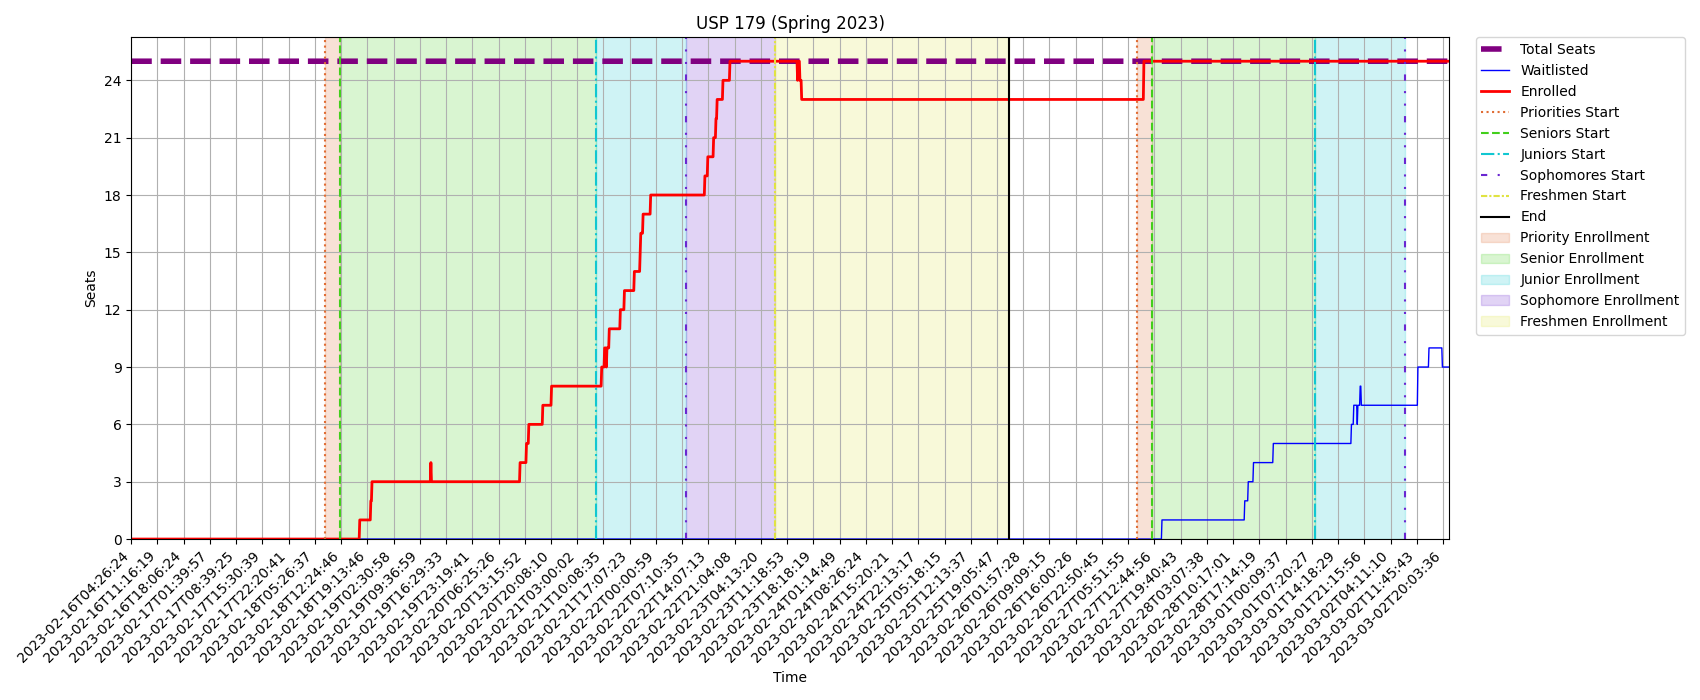 USP 179 (Spring 2023)
Seats
24
21
18
15
12
9
6
3
0
2023-02-16T04:26:24
2023-02-16T11:16:19
2023-02-16T18:06:24
2023-02-17T01:39:57
2023-02-17T08:39:25
2023-02-17T15:30:39
2023-02-17T22:20:41
2023-02-18T05:26:37
2023-02-18T12:24:46
2023-02-18T19:13:46
2023-02-19T02:30:58
2023-02-19T09:36:59
2023-02-19T16:29:33
2023-02-19T23:19:41
2023-02-20T06:25:26
2023-02-20T13:15:52
2023-02-20T20:08:10
2023-02-21T03:00:02
2023-02-21T10:08:35
2023-02-21T17:07:23
2023-02-22T00:00:59
2023-02-22T07:10:35
2023-02-22T14:07:13
2023-02-22T21:04:08
2023-02-23T04:13:20
2023-02-23T11:18:53
2023-02-23T18:18:19
2023-02-24T01:14:49
2023-02-24T08:26:24
2023-02-24T15:20:21
2023-02-24T22:13:17
2023-02-25T05:18:15
2023-02-25T12:13:37
2023-02-25T19:05:47
2023-02-26T01:57:28
2023-02-26T09:09:15
2023-02-26T16:00:26
2023-02-26T22:50:45
2023-02-27T05:51:55
2023-02-27T12:44:56
2023-02-27T19:40:43
2023-02-28T03:07:38
2023-02-28T10:17:01
2023-02-28T17:14:19
2023-03-01T00:09:37
2023-03-01T07:20:27
2023-03-01T14:18:29
2023-03-01T21:15:56
2023-03-02T04:11:10
2023-03-02T11:45:43
2023-03-02T20:03:36
Time
Total Seats
Waitlisted
Enrolled
Priorities Start
Seniors Start
Juniors Start
Sophomores Start
Freshmen Start
End
Priority Enrollment
Senior Enrollment
Junior Enrollment
Sophomore Enrollment
Freshmen Enrollment